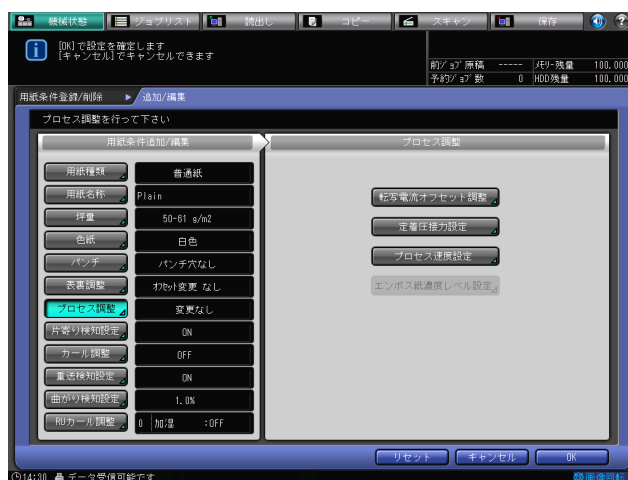 機械状態
ジョブリスト
読出し
コピー
スキャン
保存
[OK]で設定を確定します
[キャンセル]でキャンセルできます
前ｼﾞｮﾌﾞ原稿 ----- ﾒﾓﾘｰ残量 100.000
予約ｼﾞｮﾌﾞ数 0 HDD残量 100.000
用紙条件登録/削除 追加/編集
プロセス調整を行って下さい
用紙条件追加/編集
用紙種類 普通紙
用紙名称 Plain
坪量 50-61 g/m2
色紙 白色
パンチ パンチ穴なし
表裏調整 ｵﾌｾｯﾄ変更 なし
プロセス調整 変更なし
片寄り検知設定 ON
カール調整 OFF
重送検知設定 ON
曲がり検知設定 1.0%
RUカール調整 0 加湿 :OFF
プロセス調整
転写電流オフセット調整
定着圧接力設定
プロセス速度設定
エンボス紙濃度レベル設定
リセット
キャンセル
OK
14:30 データ受信可能です
画像回転